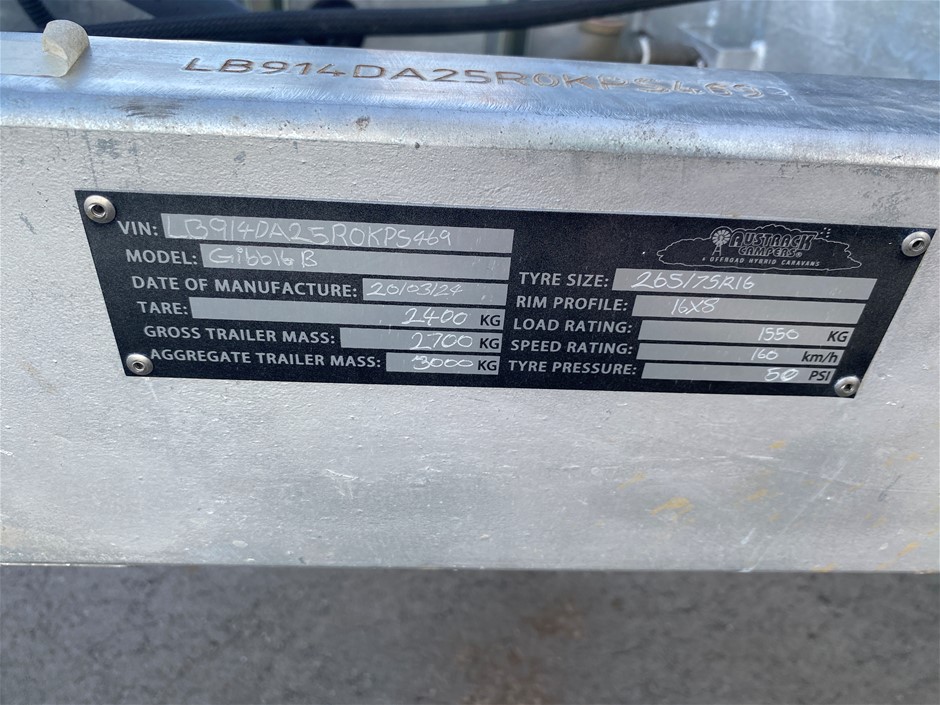 LB914DA25R0KPS469
VIN: LB914DA25R0KPS469
MODEL: Gibb16B
DATE OF MANUFACTURE: 20/03/24
TARE: 2400 KG
GROSS TRAILER MASS: 2700 KG
AGGREGATE TRAILER MASS: 3000 KG
AUSTRACK
CAMPERS
OFFROAD HYBRID CARAVANS
TYRE SIZE: 265/75R16
RIM PROFILE: 16X8
LOAD RATING: 1550 KG
SPEED RATING: 160 km/h
TYRE PRESSURE: 50 PSI